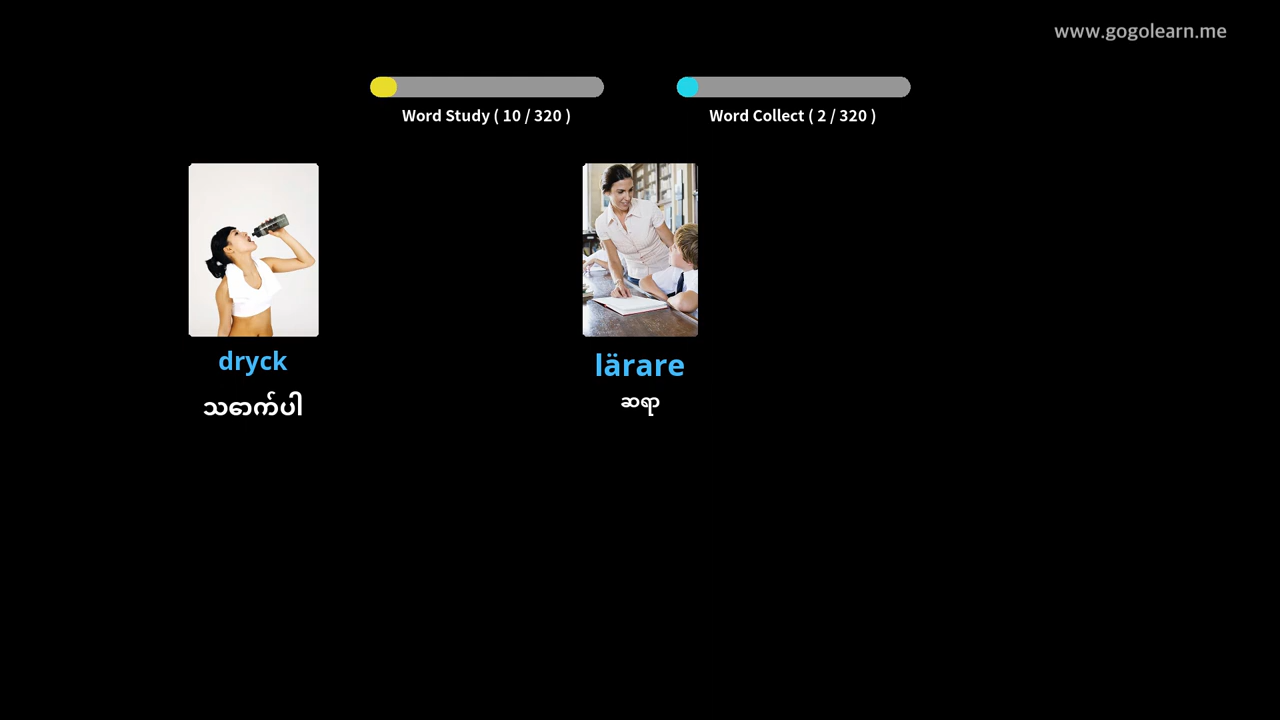 www.gogolearn.me
Word Study ( 10 / 320 )
Word Collect ( 2 / 320 )
dryck
lärare
သောက်ပါ
ဆရာ